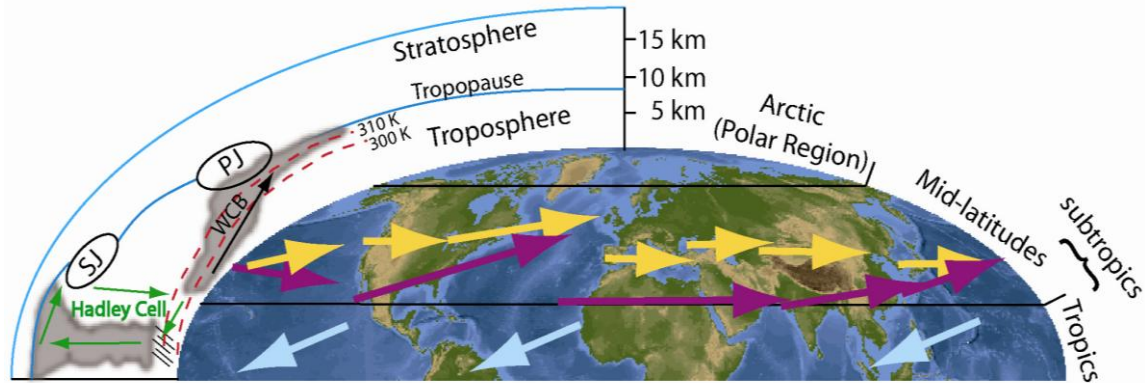 Stratosphere
Tropopause
Troposphere
15 km
10 km
5 km
310 K
300 K
PJ
WCB
SJ
Hadley Cell
Arctic
(Polar Region)
Mid-latitudes
subtropics
Tropics